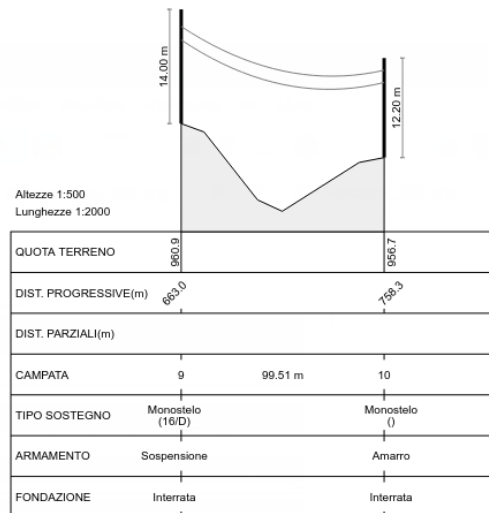 14.00 m
12.20 m
Altezze 1:500
Lunghezze 1:2000
QUOTA TERRENO 960.9 956.7
DIST. PROGRESSIVE(m) 663.0 758.3
DIST. PARZIALI(m)
CAMPATA 9 99.51 m 10
TIPO SOSTEGNO Monostelo Monostelo
(16/D) ()
ARMAMENTO Sospensione Amarro
FONDAZIONE Interrata Interrata